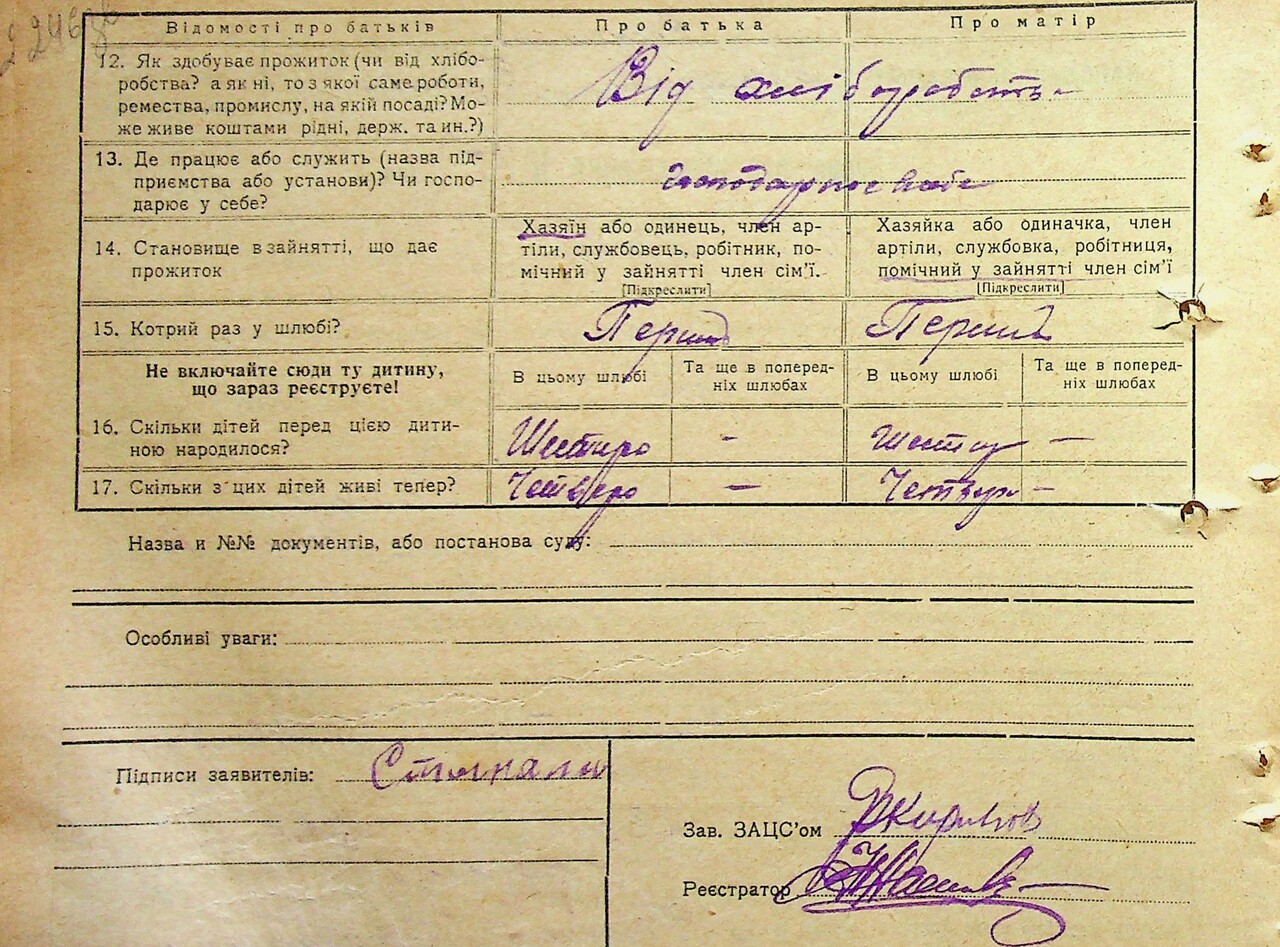 Відомості про батьків Про батька Про матір
12. Як здобуває прожиток (чи від хлібо-
робства? а як ні, то з якої саме роботи,
ремества, промислу, на якій посаді? Мо-
же живе коштами рідні, держ. та ин.?)
Від хліборобств
13. Де працює або служить (назва під-
приємства або установи)? Чи госпо-
дарює у себе?
14. Становище в зайнятті, що дає
прожиток
Хазяїн або одинець, член ар-
тіли, службовець, робітник, по-
мічний у зайнятті член сім'ї.
[Підкреслити]
Хазяйка або одиначка, член
артіли, службовка, робітниця,
помічний у зайнятті член сім'ї
[Підкреслити]
15. Котрий раз у шлюбі? Перший Перший
Не включайте сюди ту дитину,
що зараз реєструєте!
В цьому шлюбі
Та ще в поперед-
ніх шлюбах
В цьому шлюбі
Та ще в поперед-
ніх шлюбах
16. Скільки дітей перед цією дити-
ною народилося?
Шестеро - Шестеро -
17. Скільки з цих дітей живі тепер? Четверо - Четверо -
Назва и №№ документів, або постанова суду:
Особливі уваги:
Підписи заявителів:
Зав. ЗАЦС'ом
Реєстратор